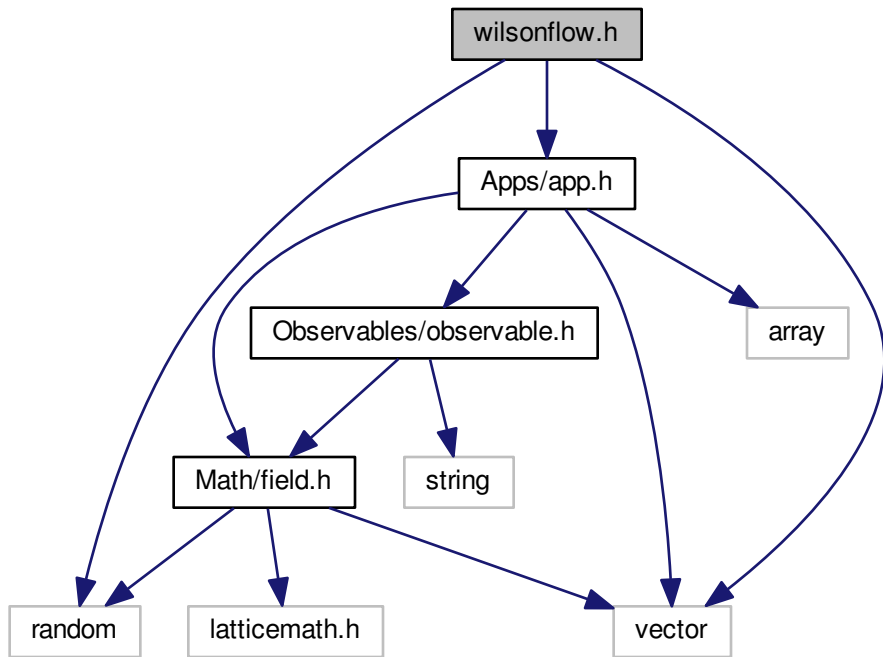 wilsonflow.h
Apps/app.h
Observables/observable.h
array
Math/field.h
string
random
latticemath.h
vector